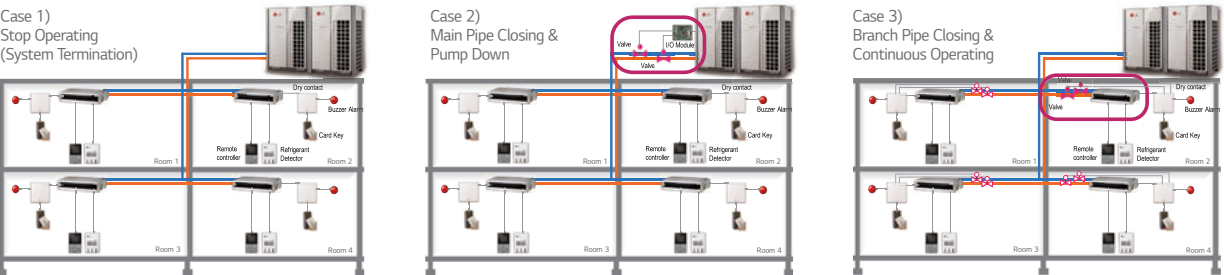 Case 1)
Stop Operating
(System Termination)
Dry contact
Buzzer Alarm
Card Key
Remote
controller
Refrigerant
Detector
Room 1
Room 2
Room 3
Room 4
Case 2)
Main Pipe Closing &
Pump Down
Valve
I/O Module
Valve
Dry contact
Buzzer Alarm
Card Key
Remote
controller
Refrigerant
Detector
Room 1
Room 2
Room 3
Room 4
Case 3)
Branch Pipe Closing &
Continuous Operating
Valve
Dry contact
Valve
Buzzer Alarm
Card Key
Remote
controller
Refrigerant
Detector
Room 1
Room 2
Room 3
Room 4